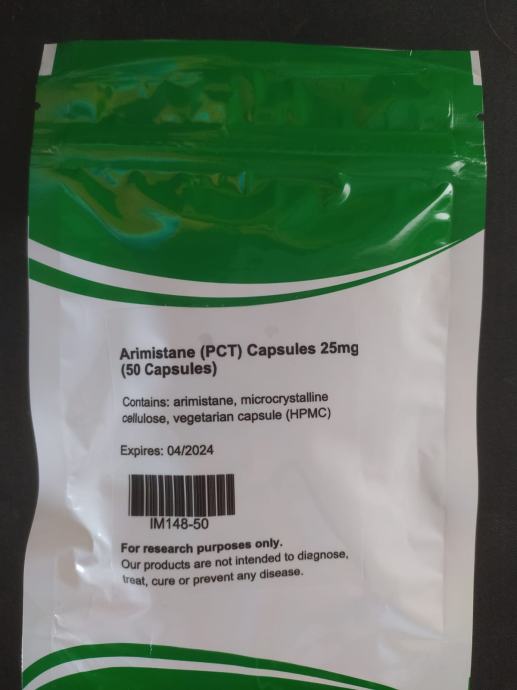 Arimistane (PCT) Capsules 25mg
(50 Capsules)
Contains: arimistane, microcrystalline
cellulose, vegetarian capsule (HPMC)
Expires: 04/2024
IM148-50
For research purposes only.
Our products are not intended to diagnose,
treat, cure or prevent any disease.